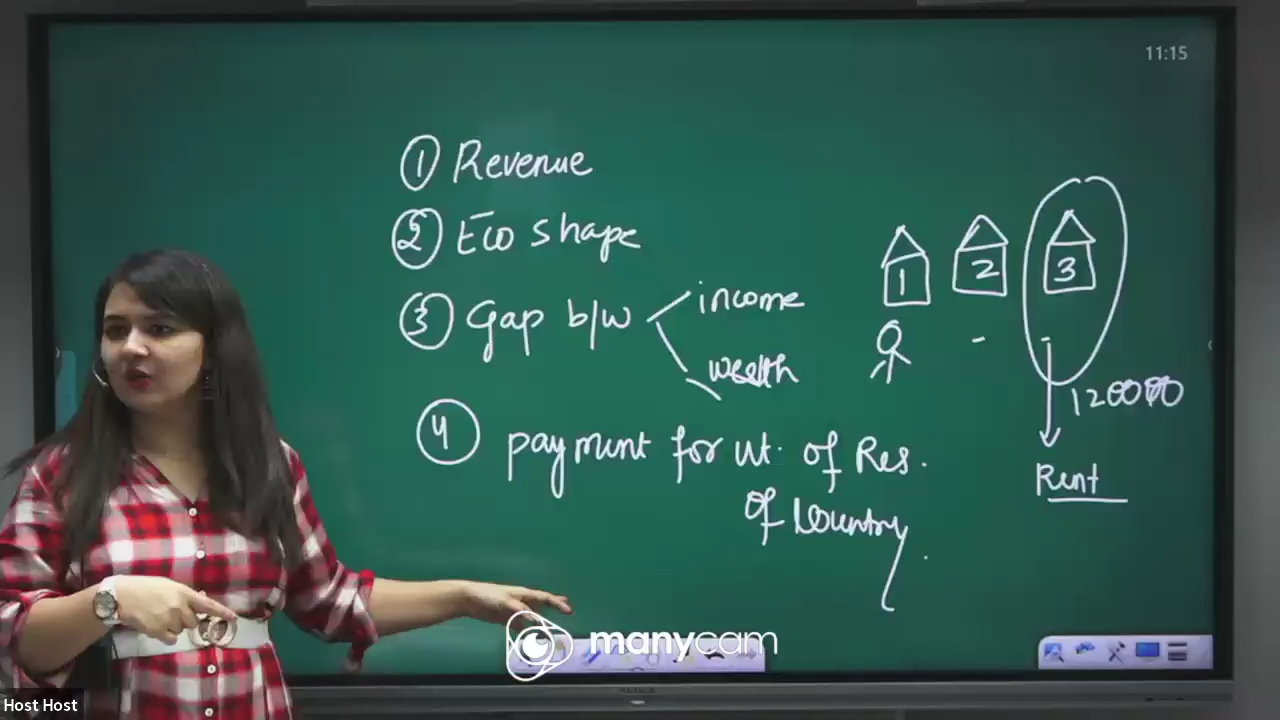 11:15
① Revenue
② Eco shape
③ Gap b/w
income
wealth
④ payment for ut. of Res.
of Country
1
2
3
120000
Rent
manycam
Host Host